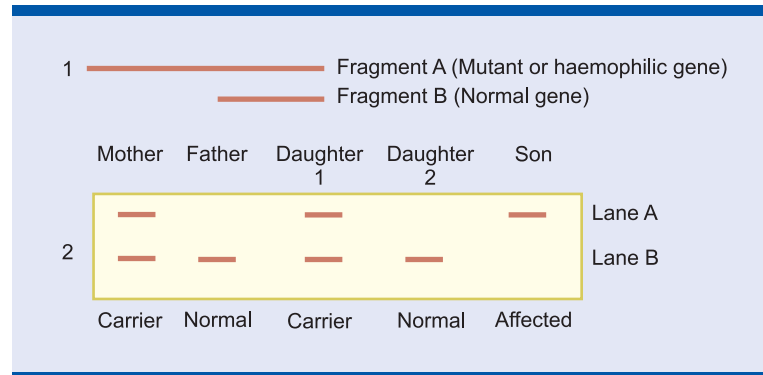 1 Fragment A (Mutant or haemophilic gene)
Fragment B (Normal gene)
Mother Father Daughter 1 Daughter 2 Son
Lane A
2 Lane B
Carrier Normal Carrier Normal Affected